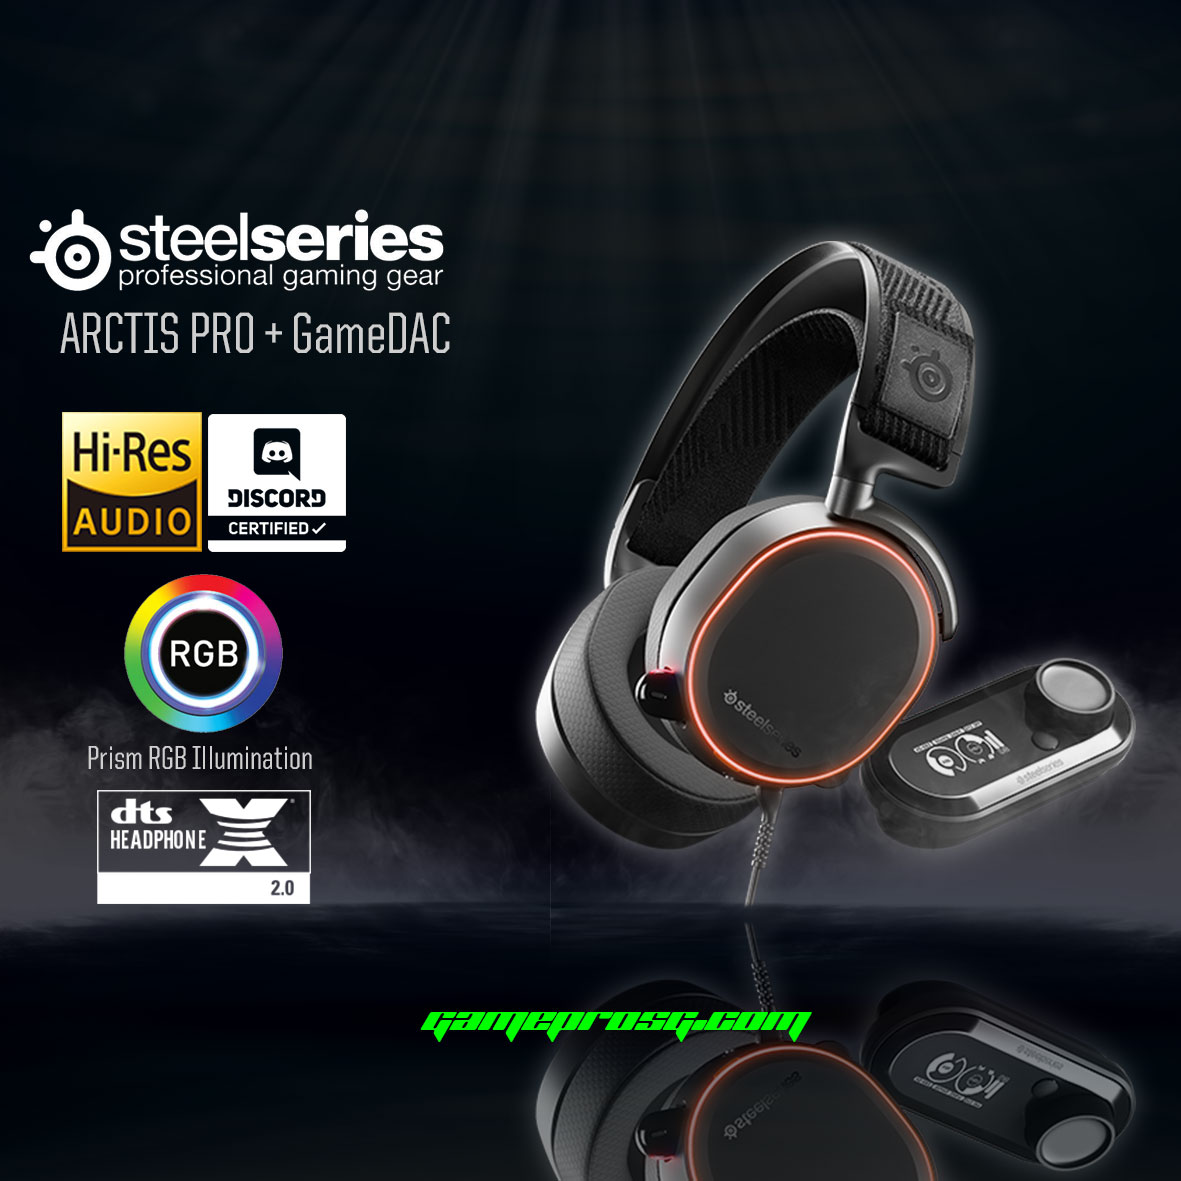 steelseries
professional gaming gear
ARCTIS PRO + GameDAC
Hi-Res
AUDIO
DISCORD
CERTIFIED
RGB
Prism RGB Illumination
dts
HEADPHONE X®
2.0
steelseries
steelseries
gameprosg.com